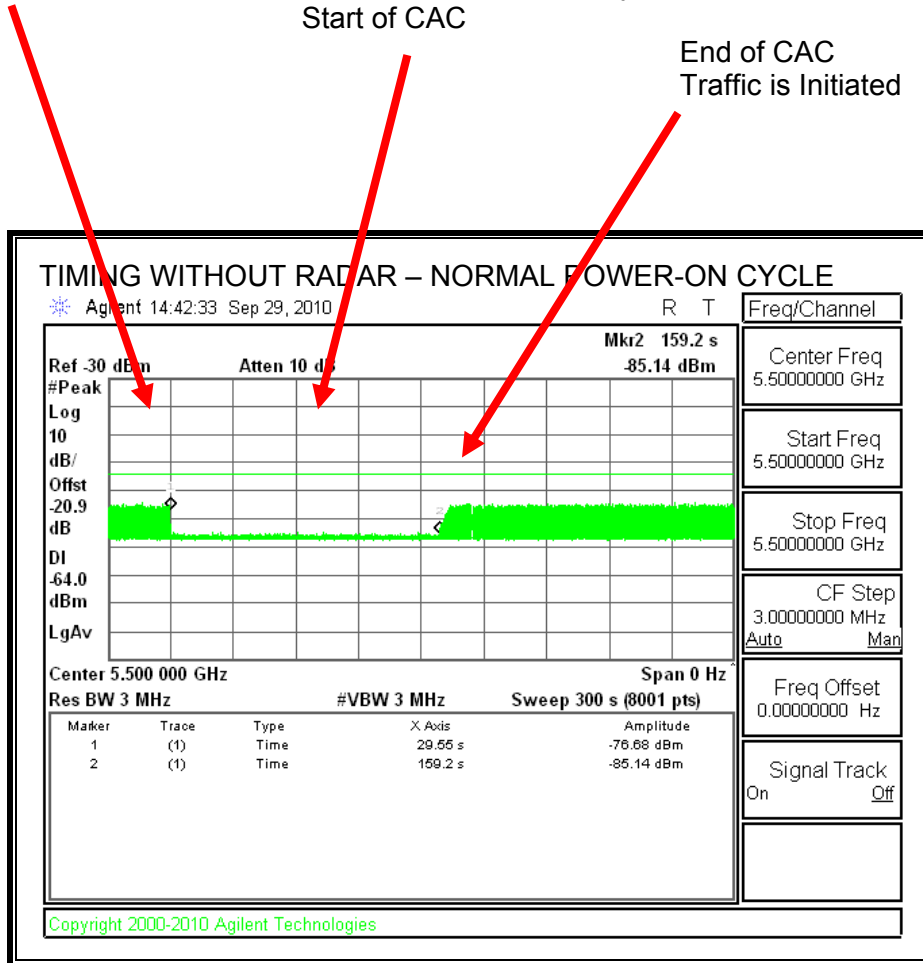 Start of CAC
End of CAC
Traffic is Initiated
TIMING WITHOUT RADAR – NORMAL POWER-ON CYCLE
Agilent 14:42:33 Sep 29, 2010
R T
Freq/Channel
Mkr2 159.2 s
Ref -30 dBm
Atten 10 dB
-85.14 dBm
#Peak
Log
10
dB/
Offst
-20.9
dB
DI
-64.0
dBm
LgAv
1
2
Center 5.500 000 GHz
Span 0 Hz
Res BW 3 MHz
#VBW 3 MHz
Sweep 300 s (8001 pts)
Marker Trace Type X Axis Amplitude
1 (1) Time 29.55 s -76.68 dBm
2 (1) Time 159.2 s -85.14 dBm
Center Freq
5.50000000 GHz
Start Freq
5.50000000 GHz
Stop Freq
5.50000000 GHz
CF Step
3.00000000 MHz
Auto Man
Freq Offset
0.00000000 Hz
Signal Track
On Off
Copyright 2000-2010 Agilent Technologies